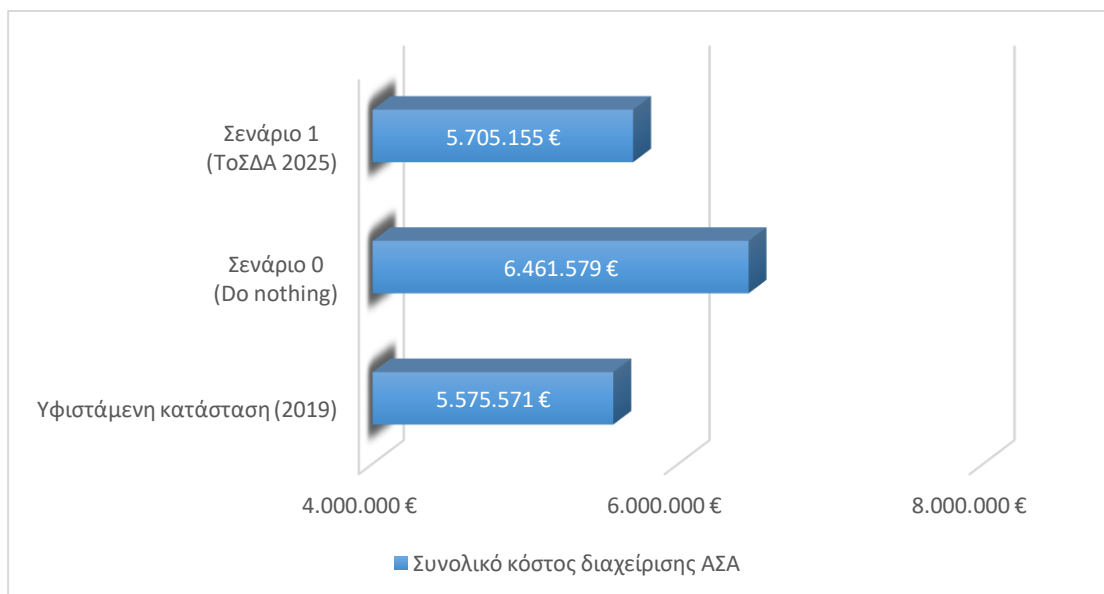 Σενάριο 1
(ΤοΣΔΑ 2025)
5.705.155 €
Σενάριο 0
(Do nothing)
6.461.579 €
Υφιστάμενη κατάσταση (2019)
5.575.571 €
4.000.000 €
6.000.000 €
8.000.000 €
Συνολικό κόστος διαχείρισης ΑΣΑ